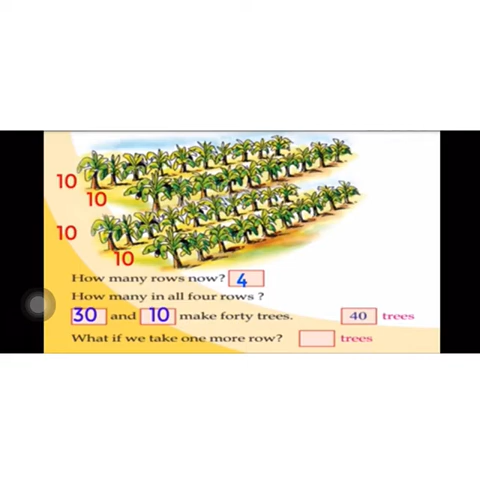 10
10
10
10
How many rows now? 4
How many in all four rows ?
30 and 10 make forty trees. 40 trees
What if we take one more row? trees